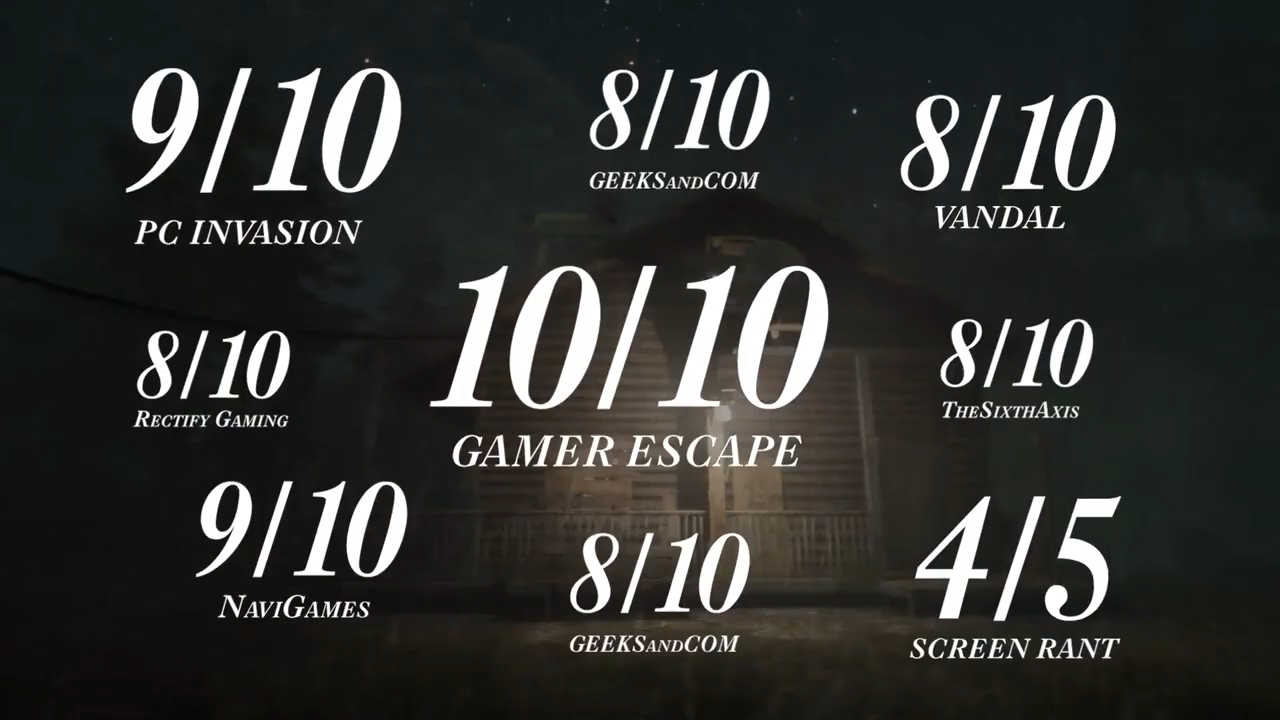 9/10
PC INVASION
8/10
GEEKSANDCOM
8/10
VANDAL
8/10
RECTIFY GAMING
10/10
GAMER ESCAPE
8/10
THESIXTHAXIS
9/10
NAVIGAMES
8/10
GEEKSANDCOM
4/5
SCREEN RANT